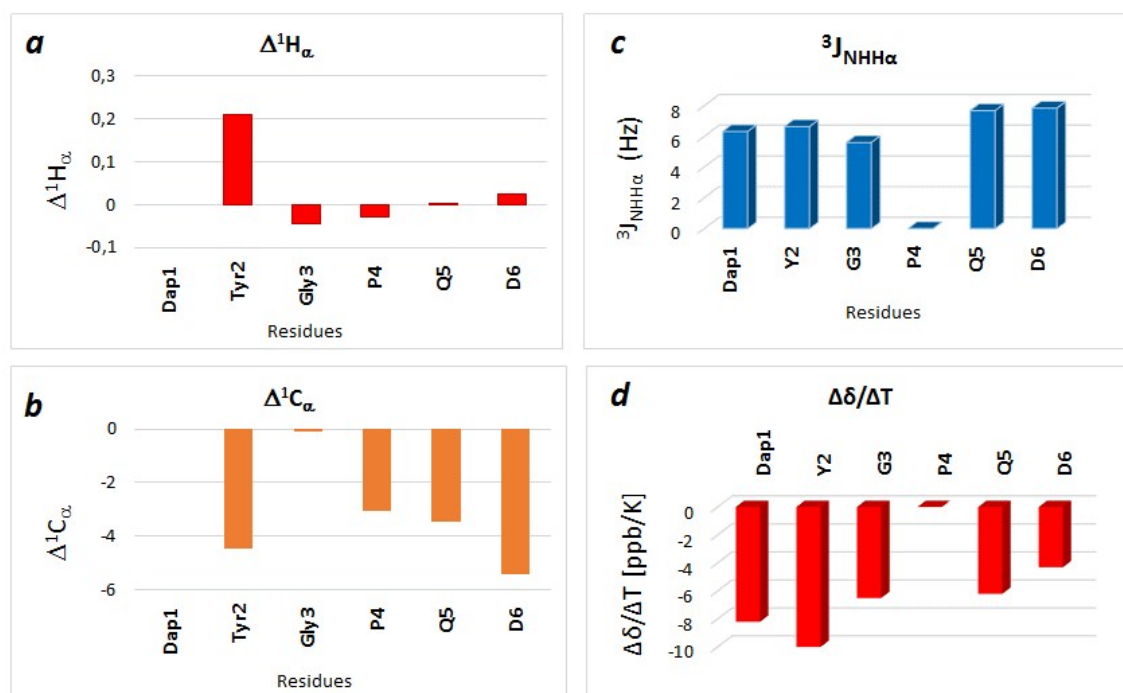 a
Δ¹Hα
0,3
0,2
0,1
0
-0,1
Δ¹Hα
Dap1
Tyr2
Gly3
P4
Q5
D6
Residues
c
³JNHHα
8
6
4
2
0
³JNHHα (Hz)
Dap1
Y2
G3
P4
Q5
D6
Residues
b
Δ¹Cα
0
-2
-4
-6
Δ¹Cα
Dap1
Tyr2
Gly3
P4
Q5
D6
Residues
d
Δδ/ΔT
Dap1
Y2
G3
P4
Q5
D6
0
-2
-4
-6
-8
-10
Δδ/ΔT [ppb/K]